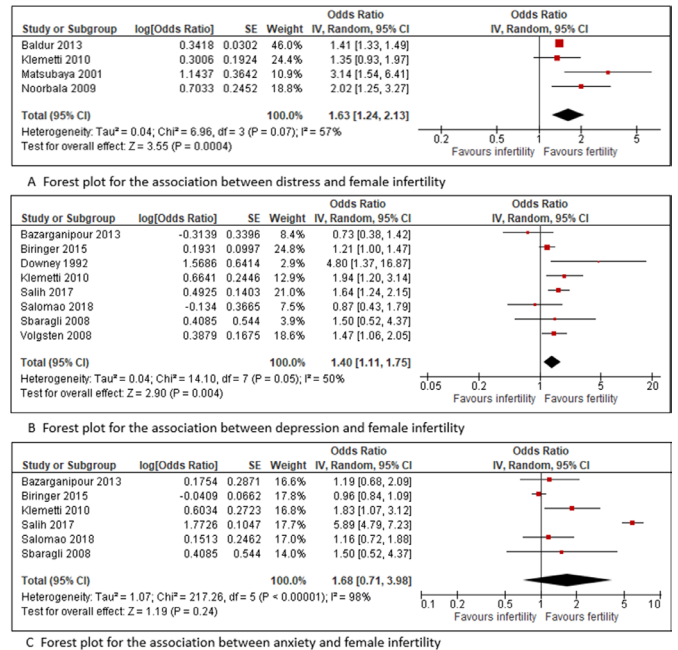 Odds Ratio Odds Ratio
Study or Subgroup log[Odds Ratio] SE Weight IV, Random, 95% CI IV, Random, 95% CI
Baldur 2013 0.3418 0.0302 46.0% 1.41 [1.33, 1.49]
Klemetti 2010 0.3006 0.1924 24.4% 1.35 [0.93, 1.97]
Matsubaya 2001 1.1437 0.3642 10.9% 3.14 [1.54, 6.41]
Noorbala 2009 0.7033 0.2452 18.8% 2.02 [1.25, 3.27]
Total (95% CI) 100.0% 1.63 [1.24, 2.13]
Heterogeneity: Tau² = 0.04; Chi² = 6.96, df = 3 (P = 0.07); I² = 57%
Test for overall effect: Z = 3.55 (P = 0.0004)
0.2 0.5 1 2 5
Favours infertility Favours fertility
A Forest plot for the association between distress and female infertility
Odds Ratio Odds Ratio
Study or Subgroup log[Odds Ratio] SE Weight IV, Random, 95% CI IV, Random, 95% CI
Bazarganipour 2013 -0.3139 0.3396 8.4% 0.73 [0.38, 1.42]
Biringer 2015 0.1931 0.0997 24.8% 1.21 [1.00, 1.47]
Downey 1992 1.5686 0.6414 2.9% 4.80 [1.37, 16.87]
Klemetti 2010 0.6641 0.2446 12.9% 1.94 [1.20, 3.14]
Salih 2017 0.4925 0.1403 21.0% 1.64 [1.24, 2.15]
Salomao 2018 -0.134 0.3665 7.5% 0.87 [0.43, 1.79]
Sbaragli 2008 0.4085 0.544 3.9% 1.50 [0.52, 4.37]
Volgsten 2008 0.3879 0.1675 18.6% 1.47 [1.06, 2.05]
Total (95% CI) 100.0% 1.40 [1.11, 1.75]
Heterogeneity: Tau² = 0.04; Chi² = 14.10, df = 7 (P = 0.05); I² = 50%
Test for overall effect: Z = 2.90 (P = 0.004)
0.05 0.2 1 5 20
Favours infertility Favours fertility
B Forest plot for the association between depression and female infertility
Odds Ratio Odds Ratio
Study or Subgroup log[Odds Ratio] SE Weight IV, Random, 95% CI IV, Random, 95% CI
Bazarganipour 2013 0.1754 0.2871 16.6% 1.19 [0.68, 2.09]
Biringer 2015 -0.0409 0.0662 17.8% 0.96 [0.84, 1.09]
Klemetti 2010 0.6034 0.2723 16.8% 1.83 [1.07, 3.12]
Salih 2017 1.7726 0.1047 17.7% 5.89 [4.79, 7.23]
Salomao 2018 0.1513 0.2462 17.0% 1.16 [0.72, 1.88]
Sbaragli 2008 0.4085 0.544 14.0% 1.50 [0.52, 4.37]
Total (95% CI) 100.0% 1.68 [0.71, 3.98]
Heterogeneity: Tau² = 1.07; Chi² = 217.26, df = 5 (P < 0.00001); I² = 98%
Test for overall effect: Z = 1.19 (P = 0.24)
0.1 0.2 0.5 1 2 5 10
Favours infertility Favours fertility
C Forest plot for the association between anxiety and female infertility